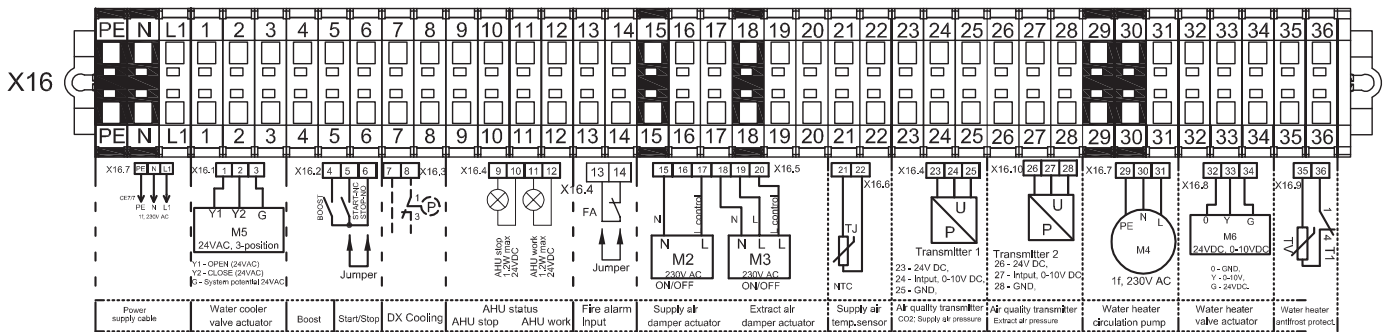 X16
PE N L1 1 2 3 4 5 6 7 8 9 10 11 12 13 14 15 16 17 18 19 20 21 22 23 24 25 26 27 28 29 30 31 32 33 34 35 36
PE N L1 1 2 3 4 5 6 7 8 9 10 11 12 13 14 15 16 17 18 19 20 21 22 23 24 25 26 27 28 29 30 31 32 33 34 35 36
X16.7 PE N L1
CE7/7
PE N L1
1f, 230V AC
Power
supply cable
X16.1 1 2 3
Y1 Y2 G
M5
24VAC, 3-position
Y1 - OPEN (24VAC)
Y2 - CLOSE (24VAC)
G - System potential 24VAC
Water cooler
valve actuator
X16.2 4 5 6
BOOST
START-NC
STOP-NO
Jumper
Boost
Start/Stop
7 8 X16.3
1
3
P
DX Cooling
X16.4 9 10 11 12
AHU stop
1,2W max
24VDC
AHU work
1,2W max
24VDC
AHU status
AHU stop AHU work
X16.4
13 14
FA
Jumper
Fire alarm
Input
15 16 17 18 19 20 X16.5
N L control
M2
230V AC
ON/OFF
Supply air
damper actuator
N L L control
N L L
M3
230V AC
ON/OFF
Extract air
damper actuator
21 22
X16.6
TJ
NTC
Supply air
temp.sensor
X16.4
23 24 25
U
P
Transmitter 1
23 - 24V DC,
24 - Intput, 0-10V DC
25 - GND,
Air quality transmitter
CO2; Supply air pressure
X16.10 26 27 28
U
P
Transmitter 2
26 - 24V DC,
27 - Intput, 0-10V DC
28 - GND,
Air quality transmitter
Extract air pressure
X16.7
29 30 31
PE N L
M4
1f, 230V AC
Water heater
circulation pump
32 33 34
X16.8
0 Y G
M6
24VDC, 0-10VDC
0 - GND,
Y - 0-10V,
G - 24VDC.
Water heater
valve actuator
35 36
X16.9
TV
1
4
T1
Water heater
antifrost protect.